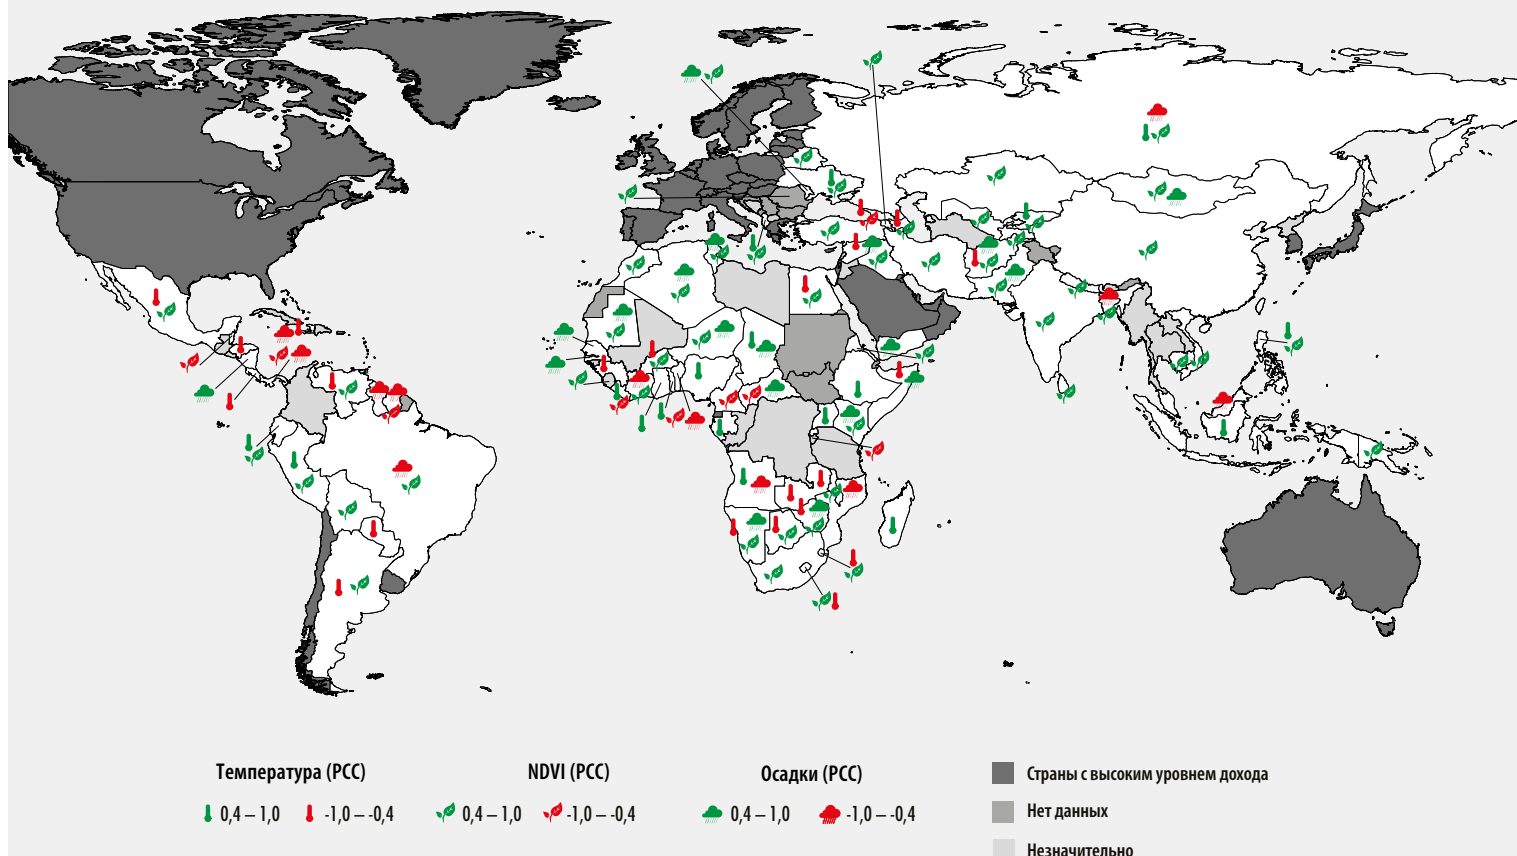 Температура (PCC)
NDVI (PCC)
Осадки (PCC)
0,4 – 1,0
-1,0 – -0,4
0,4 – 1,0
-1,0 – -0,4
0,4 – 1,0
-1,0 – -0,4
Страны с высоким уровнем дохода
Нет данных
Незначительно